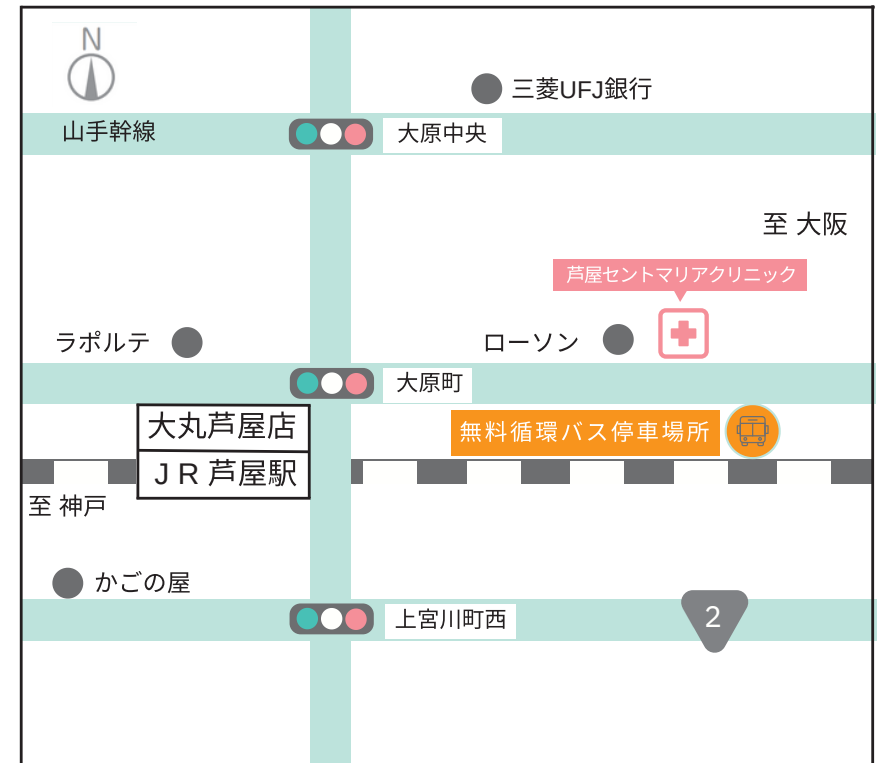 N
三菱UFJ銀行
山手幹線
大原中央
至 大阪
芦屋セントマリアクリニック
ラポルテ
ローソン
大原町
大丸芦屋店
無料循環バス停車場所
JR芦屋駅
至 神戸
かごの屋
上宮川町西
2